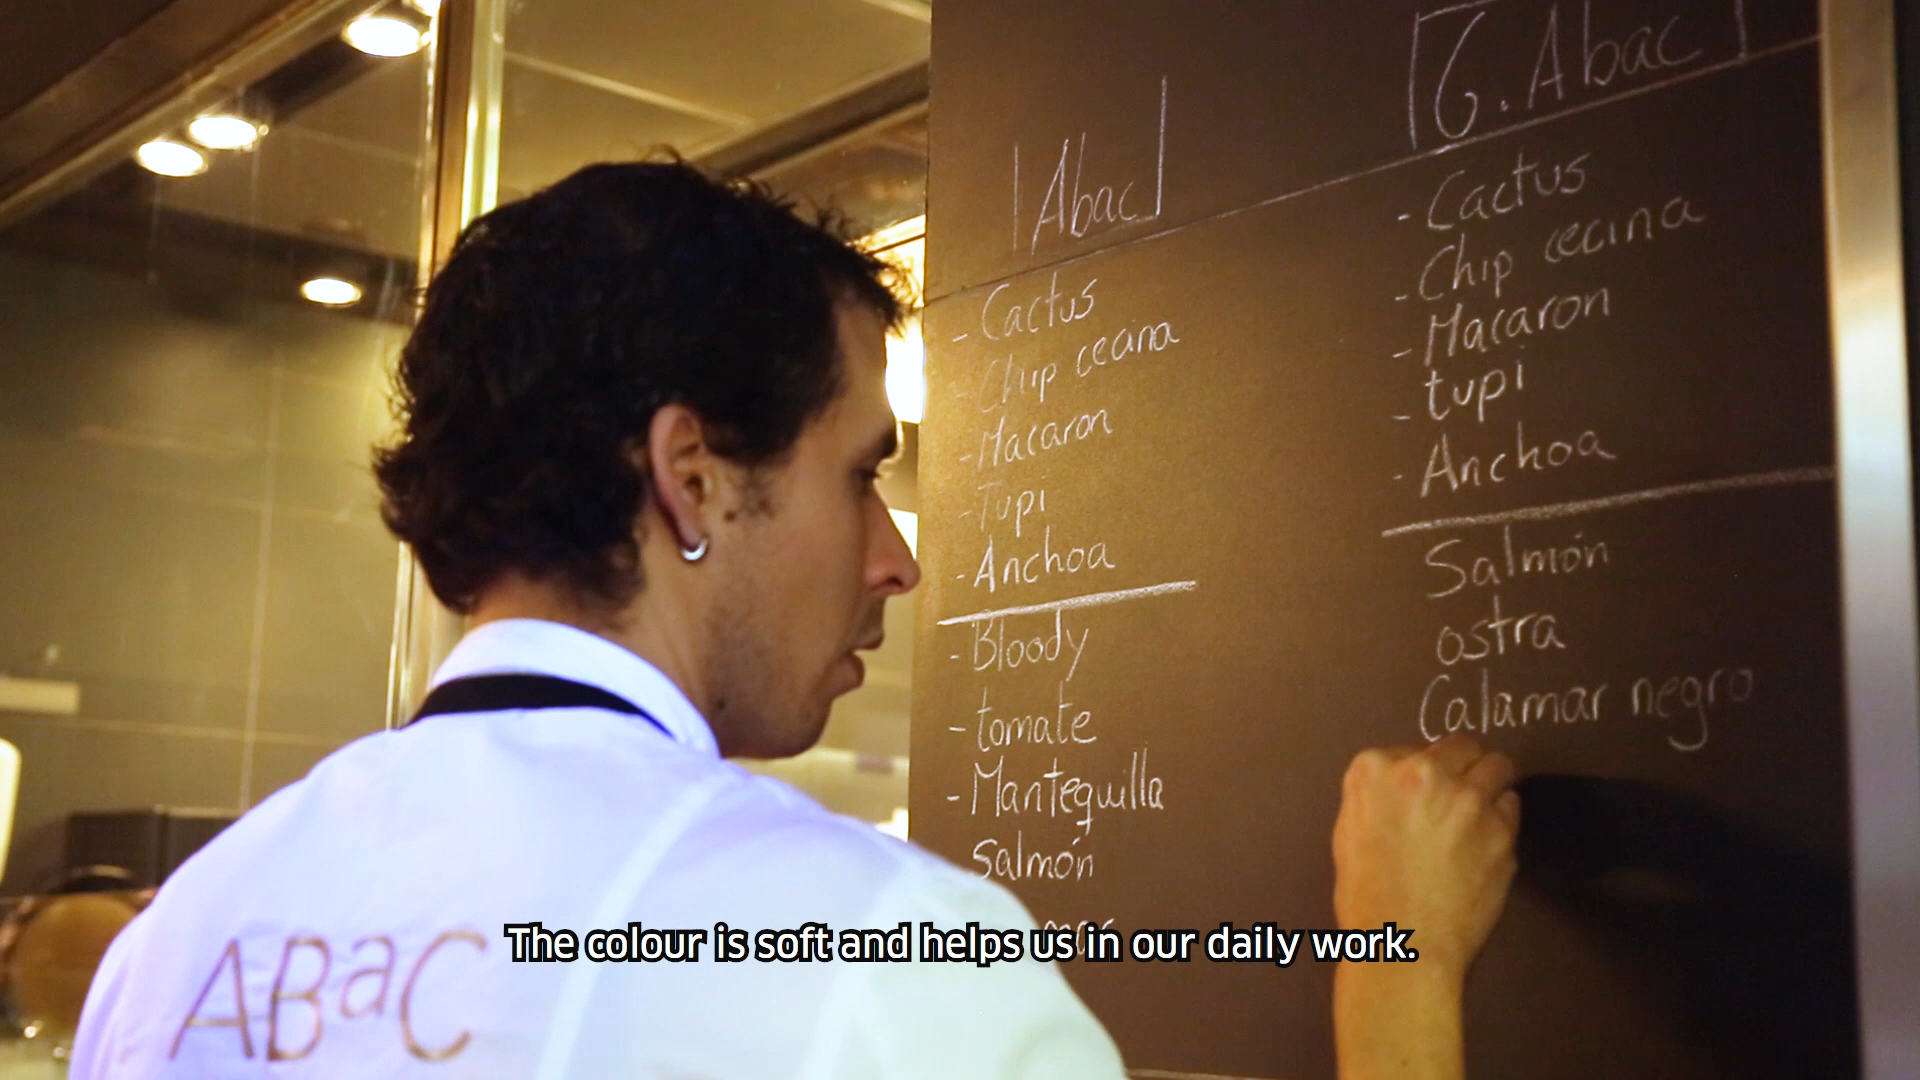 Abac
- Cactus
- Chip cecina
- Macaron
- Tupi
- Anchoa
- Bloody
- tomate
- Mantequilla
Salmón
G. Abac
- Cactus
- Chip cecina
- Macaron
- tupi
- Anchoa
Salmón
ostra
Calamar negro
ABaC
The colour is soft and helps us in our daily work.